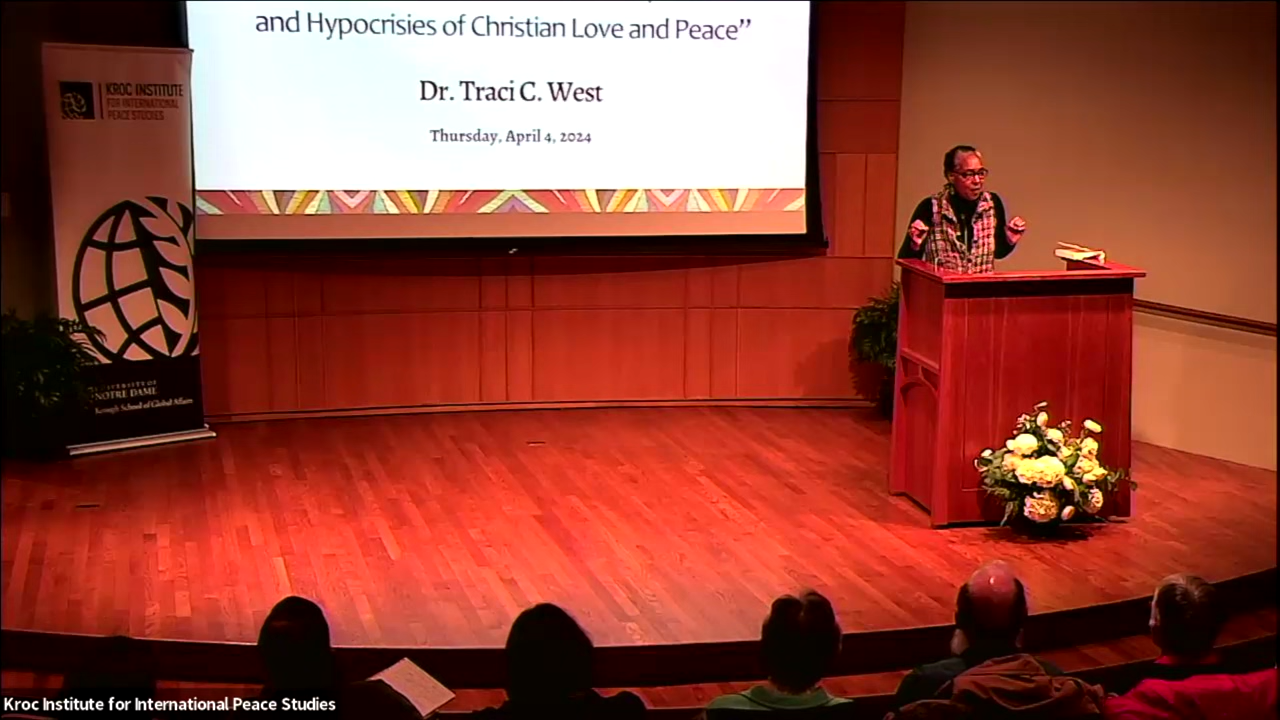 and Hypocrisies of Christian Love and Peace”
Dr. Traci C. West
Thursday, April 4, 2024
KROC INSTITUTE
FOR INTERNATIONAL
PEACE STUDIES
UNIVERSITY OF
NOTRE DAME
Keough School of Global Affairs
Kroc Institute for International Peace Studies